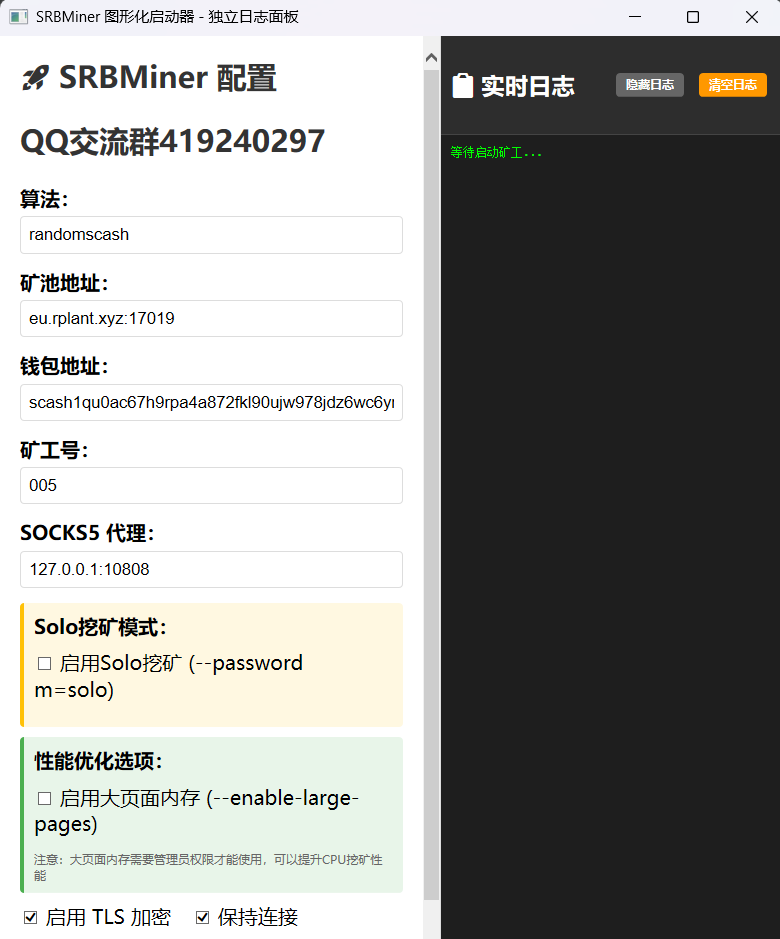 SRBMiner 图形化启动器 - 独立日志面板
SRBMiner 配置
QQ交流群419240297
算法：
randomscash
矿池地址：
eu.rplant.xyz:17019
钱包地址：
scash1qu0ac67h9rpa4a872fkl90ujw978jdz6wc6y
矿工号：
005
SOCKS5 代理：
127.0.0.1:10808
Solo挖矿模式：
启用Solo挖矿 (--password
m=solo)
性能优化选项：
启用大页面内存 (--enable-large-
pages)
注意：大页面内存需要管理员权限才能使用，可以提升CPU挖矿性
能
启用 TLS 加密 保持连接
实时日志
隐藏日志 清空日志
等待启动矿工...